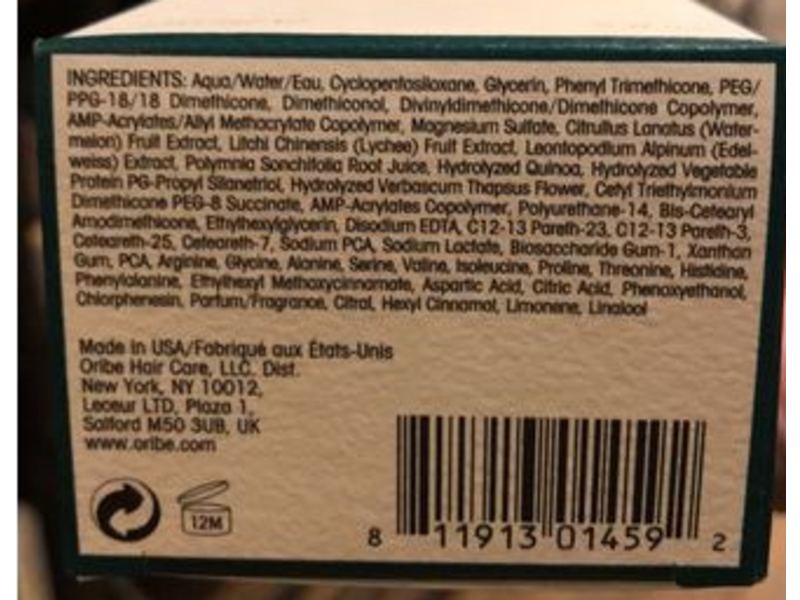 INGREDIENTS: Aqua/Water/Eau, Cyclopentasiloxane, Glycerin, Phenyl Trimethicone, PEG/
PPG-18/18 Dimethicone, Dimethiconol, Divinyldimethicone/Dimethicone Copolymer,
AMP-Acrylates/Allyl Methacrylate Copolymer, Magnesium Sulfate, Citrullus Lanatus (Water-
melon) Fruit Extract, Litchi Chinensis (Lychee) Fruit Extract, Leontopodium Alpinum (Edel-
weiss) Extract, Polymnia Sonchifolia Root Juice, Hydrolyzed Quinoa, Hydrolyzed Vegetable
Protein PG-Propyl Silanetriol, Hydrolyzed Verbascum Thapsus Flower, Cetyl Triethylmonium
Dimethicone PEG-8 Succinate, AMP-Acrylates Copolymer, Polyurethane-14, Bis-Cetearyl
Amodimethicone, Ethylhexylglycerin, Disodium EDTA, C12-13 Pareth-23, C12-13 Pareth-3,
Ceteareth-25, Ceteareth-7, Sodium PCA, Sodium Lactate, Biosaccharide Gum-1, Xanthan
Gum, PCA, Arginine, Glycine, Alanine, Serine, Valine, Isoleucine, Proline, Threonine, Histidine,
Phenylalanine, Ethylhexyl Methoxycinnamate, Aspartic Acid, Citric Acid, Phenoxyethanol,
Chlorphenesin, Parfum/Fragrance, Citral, Hexyl Cinnamal, Limonene, Linalool
Made in USA/Fabriqué aux États-Unis
Oribe Hair Care, LLC. Dist.
New York, NY 10012,
Leceur LTD, Plaza 1,
Salford M50 3UB, UK
www.oribe.com
12M
8 11913 01459 2